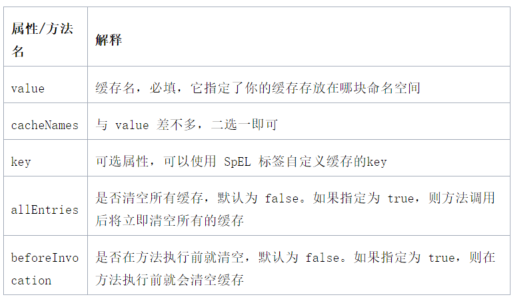 属性/方法
名
解释
value
缓存名，必填，它指定了你的缓存存放在哪块命名空间
cacheNames
与 value 差不多，二选一即可
key
可选属性，可以使用 SpEL 标签自定义缓存的key
allEntries
是否清空所有缓存，默认为 false。如果指定为 true，则方法调用
后将立即清空所有的缓存
beforeInvo
cation
是否在方法执行前就清空，默认为 false。如果指定为 true，则在
方法执行前就会清空缓存